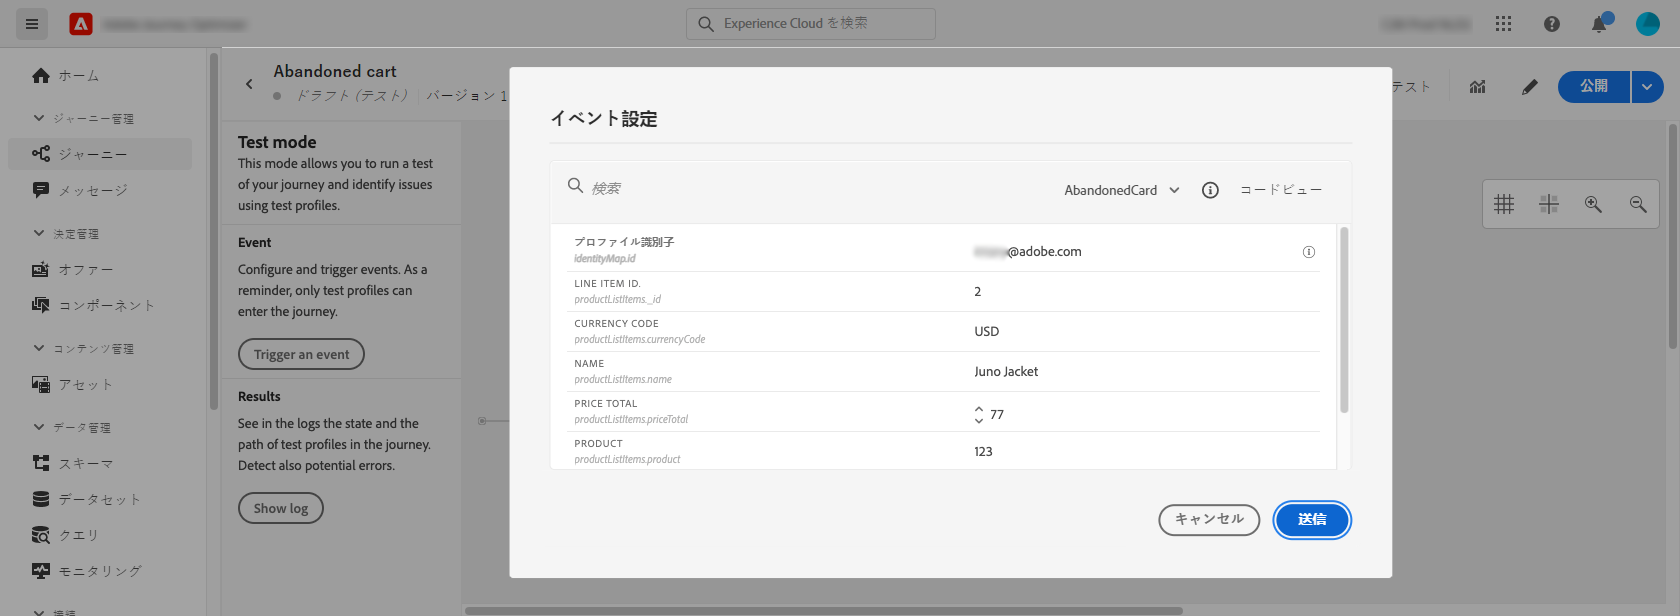 Experience Cloud を検索
ホーム
ジャーニー管理
ジャーニー
メッセージ
決定管理
オファー
コンポーネント
コンテンツ管理
アセット
データ管理
スキーマ
データセット
クエリ
モニタリング
接続
Abandoned cart
ドラフト (テスト) バージョン 1
テスト
公開
Test mode
This mode allows you to run a test
of your journey and identify issues
using test profiles.
Event
Configure and trigger events. As a
reminder, only test profiles can
enter the journey.
Trigger an event
Results
See in the logs the state and the
path of test profiles in the journey.
Detect also potential errors.
Show log
イベント設定
検索
AbandonedCard
コードビュー
プロファイル識別子
identityMap.id
@adobe.com
LINE ITEM ID.
productListItems._id
2
CURRENCY CODE
productListItems.currencyCode
USD
NAME
productListItems.name
Juno Jacket
PRICE TOTAL
productListItems.priceTotal
77
PRODUCT
productListItems.product
123
キャンセル
送信